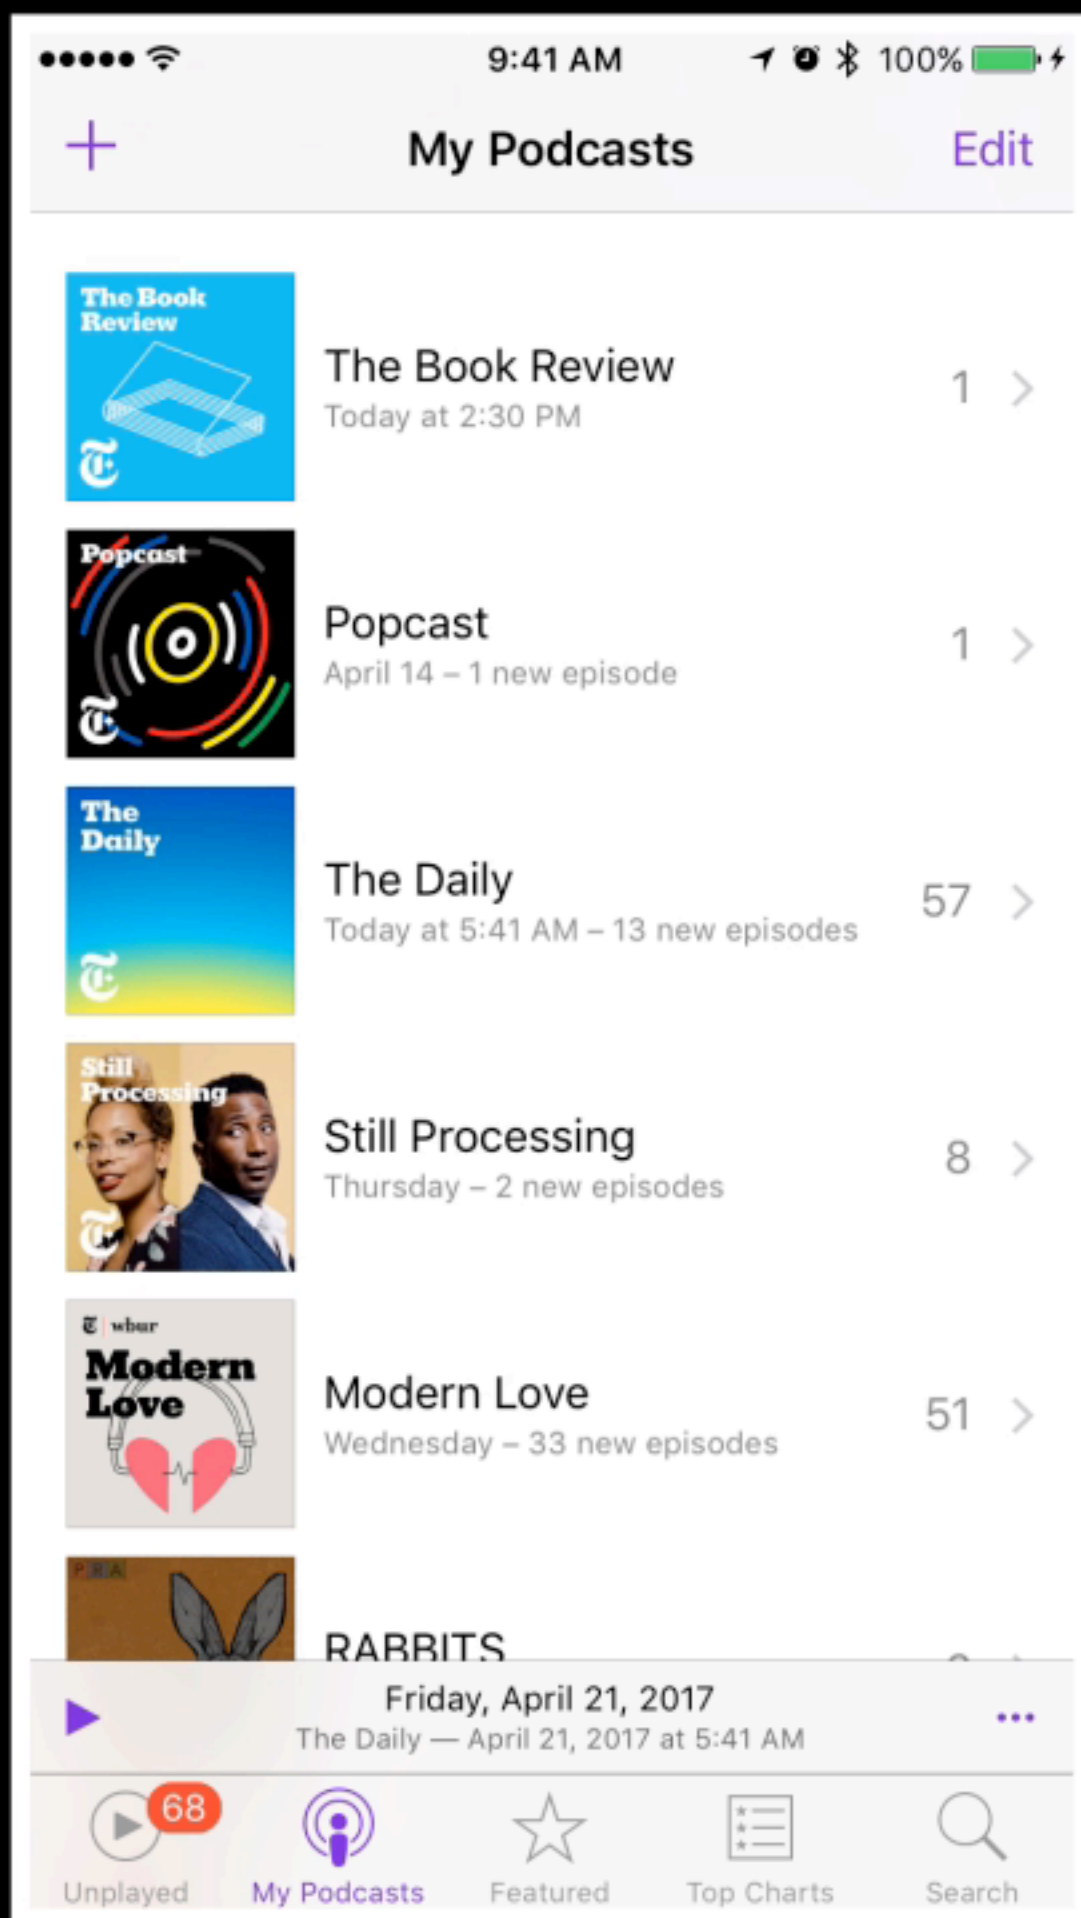 9:41 AM 100%
My Podcasts Edit
The Book
Review
The Book Review 1
Today at 2:30 PM
Popcast
Popcast 1
April 14 – 1 new episode
The
Daily
The Daily 57
Today at 5:41 AM – 13 new episodes
Still
Processing
Still Processing 8
Thursday – 2 new episodes
T wbur
Modern
Love
Modern Love 51
Wednesday – 33 new episodes
PRA
RABBITS
Friday, April 21, 2017
The Daily — April 21, 2017 at 5:41 AM
68
Unplayed My Podcasts Featured Top Charts Search